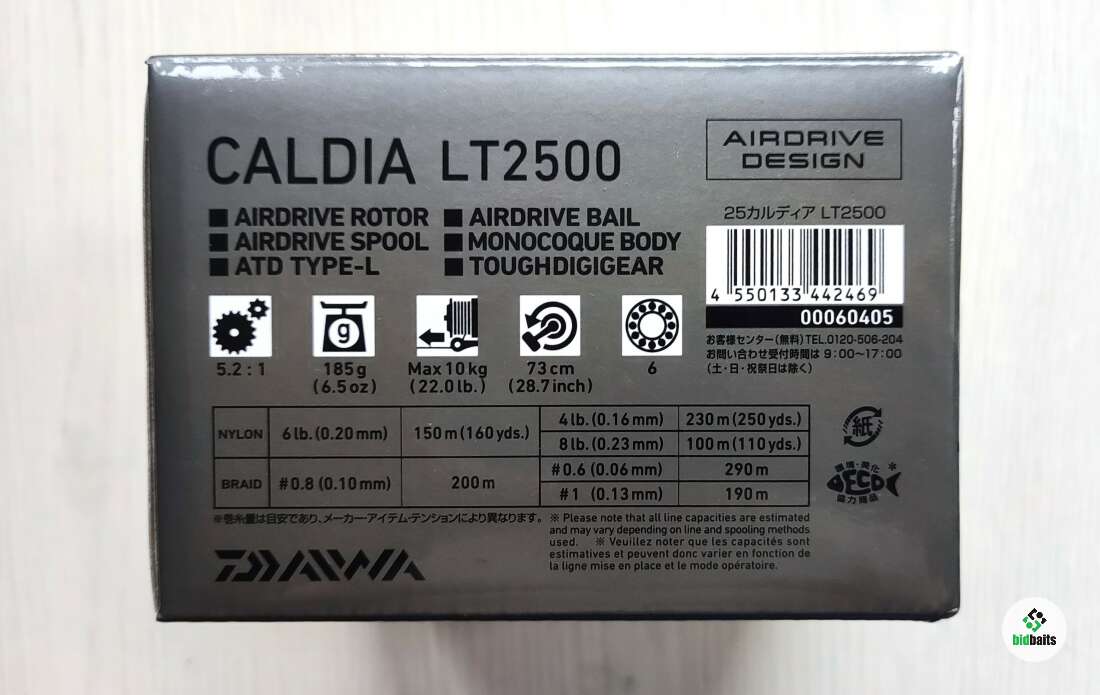 CALDIA LT2500
AIRDRIVE DESIGN
■ AIRDRIVE ROTOR ■ AIRDRIVE BAIL
■ AIRDRIVE SPOOL ■ MONOCOQUE BODY
■ ATD TYPE-L ■ TOUGHDIGIGEAR
25カルディア LT2500
4 550133 442469
00060405
お客様センター(無料)TEL.0120-506-204
お問い合わせ受付時間は 9:00〜17:00
(土・日・祝祭日は除く)
g
5.2 : 1
185g
(6.5oz)
Max 10kg
(22.0lb.)
73cm
(28.7inch)
6
NYLON 6lb.(0.20mm) 150m(160yds.)
4lb.(0.16mm) 230m(250yds.)
8lb.(0.23mm) 100m(110yds.)
BRAID #0.8(0.10mm) 200m
#0.6(0.06mm) 290m
#1 (0.13mm) 190m
紙
環境・美化
DECO
協力商品
※
※巻糸量は目安であり、メーカー・アイテム・テンションにより異なります。
※ Please note that all line capacities are estimated
and may vary depending on line and spooling methods
used. ※ Veuillez noter que les capacités sont
estimatives et peuvent donc varier en fonction de
la ligne mise en place et le mode opératoire.
DAIWA
bidbaits